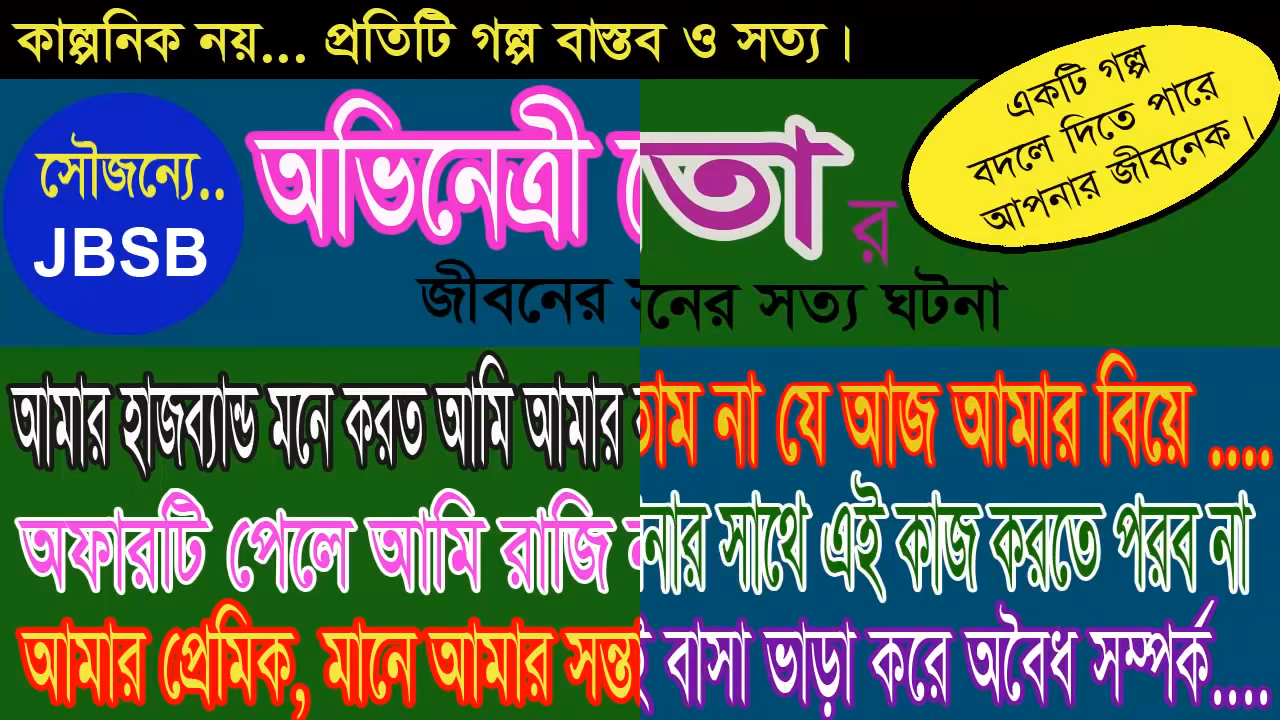 কাল্পনিক নয়... প্রতিটি গল্প বাস্তব ও সত্য।
একটি গল্প
বদলে দিতে পারে
আপনার জীবনেক।
সৌজন্যে..
JBSB
অভিনেত্রী
তা র
জীবনের
নের সত্য ঘটনা
আমার হাজব্যান্ড মনে করত আমি আমার
তাম না যে আজ আমার বিয়ে ....
অফারটি পেলে আমি রাজি
নার সাথে এই কাজ করতে পরব না
আমার প্রেমিক, মানে আমার সন্ত
ই বাসা ভাড়া করে অবৈধ সম্পর্ক....